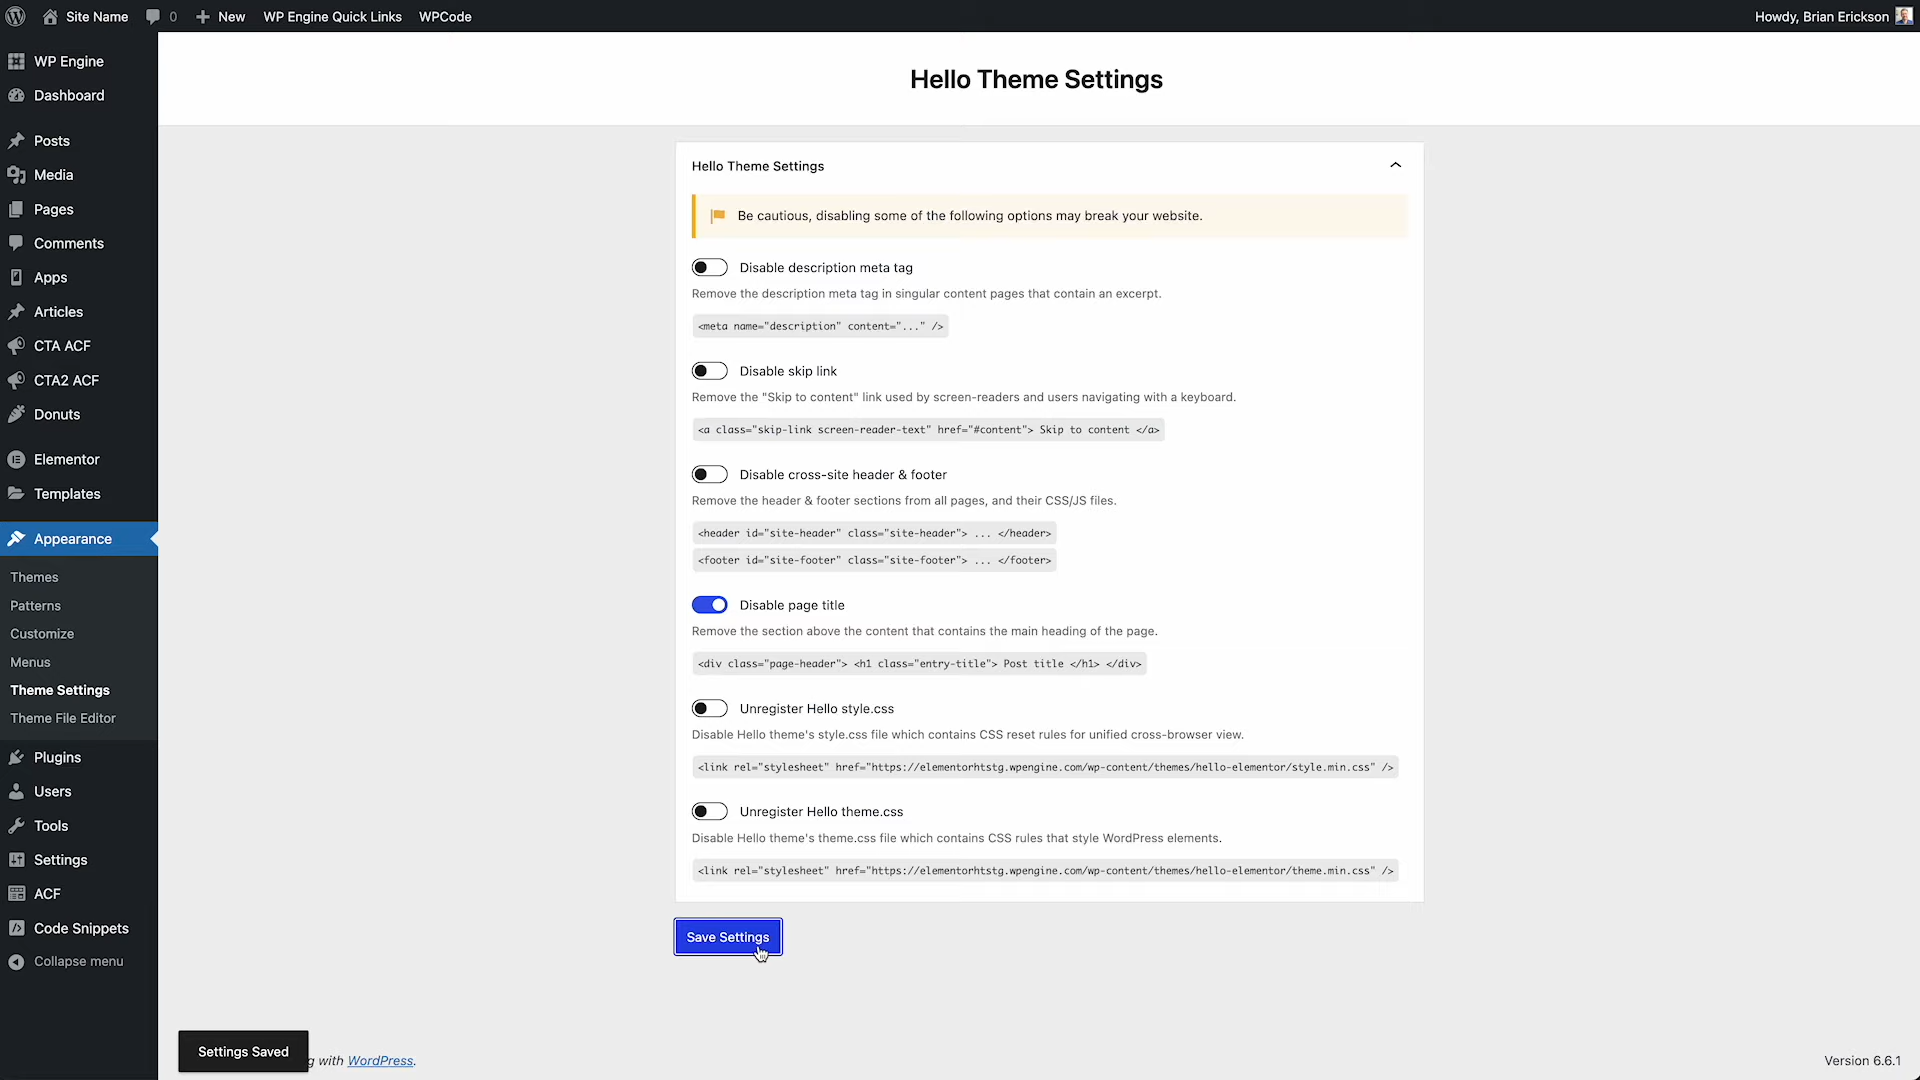 Site Name
0
New
WP Engine Quick Links
WPCode
Howdy, Brian Erickson
WP Engine
Dashboard
Posts
Media
Pages
Comments
Apps
Articles
CTA ACF
CTA2 ACF
Donuts
Elementor
Templates
Appearance
Themes
Patterns
Customize
Menus
Theme Settings
Theme File Editor
Plugins
Users
Tools
Settings
ACF
Code Snippets
Collapse menu
Hello Theme Settings
Hello Theme Settings
Be cautious, disabling some of the following options may break your website.
Disable description meta tag
Remove the description meta tag in singular content pages that contain an excerpt.
<meta name="description" content="..." />
Disable skip link
Remove the "Skip to content" link used by screen-readers and users navigating with a keyboard.
<a class="skip-link screen-reader-text" href="#content"> Skip to content </a>
Disable cross-site header & footer
Remove the header & footer sections from all pages, and their CSS/JS files.
<header id="site-header" class="site-header"> ... </header>
<footer id="site-footer" class="site-footer"> ... </footer>
Disable page title
Remove the section above the content that contains the main heading of the page.
<div class="page-header"> <h1 class="entry-title"> Post title </h1> </div>
Unregister Hello style.css
Disable Hello theme's style.css file which contains CSS reset rules for unified cross-browser view.
<link rel="stylesheet" href="https://elementorhtstg.wpengine.com/wp-content/themes/hello-elementor/style.min.css" />
Unregister Hello theme.css
Disable Hello theme's theme.css file which contains CSS rules that style WordPress elements.
<link rel="stylesheet" href="https://elementorhtstg.wpengine.com/wp-content/themes/hello-elementor/theme.min.css" />
Save Settings
Settings Saved
g with WordPress.
Version 6.6.1